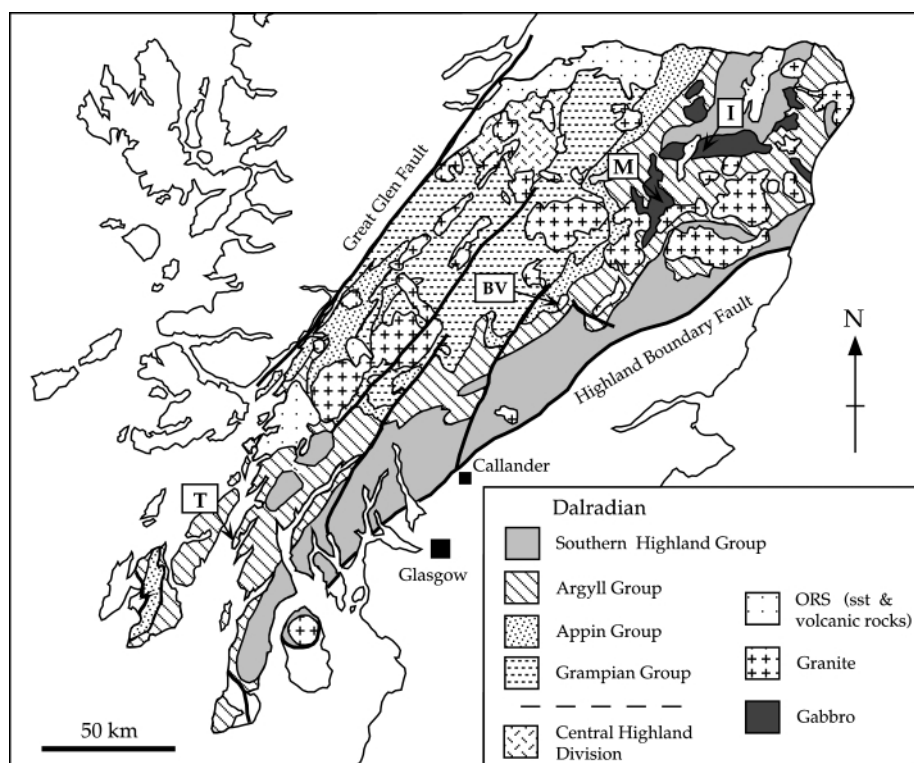 I
M
Great Glen Fault
BV
Highland Boundary Fault
N
Callander
T
Glasgow
50 km
Dalradian
Southern Highland Group
Argyll Group
Appin Group
Grampian Group
Central Highland
Division
ORS (sst &
volcanic rocks)
Granite
Gabbro